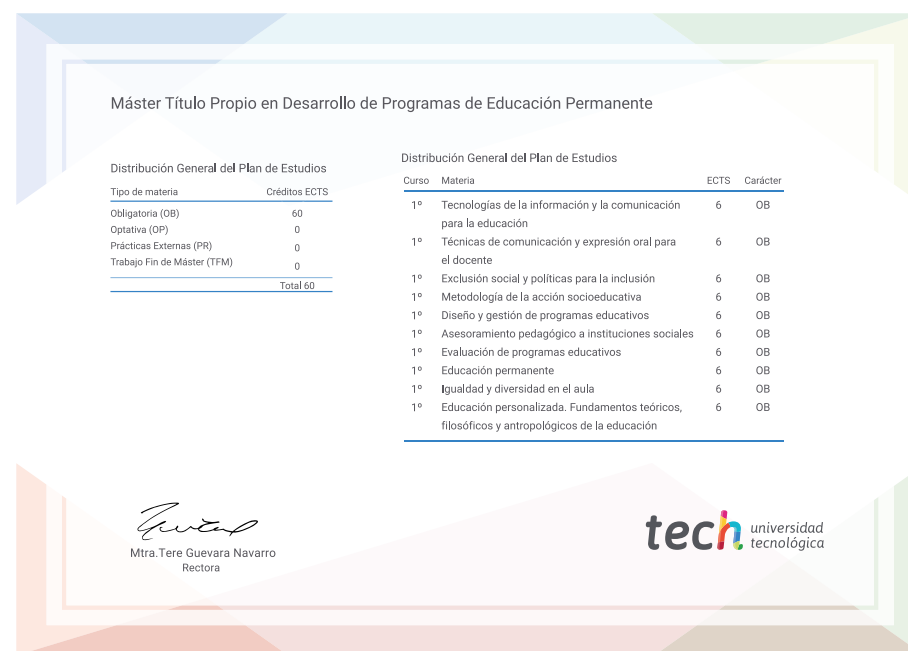 Máster Título Propio en Desarrollo de Programas de Educación Permanente
Distribución General del Plan de Estudios
Tipo de materia Créditos ECTS
Obligatoria (OB) 60
Optativa (OP) 0
Prácticas Externas (PR) 0
Trabajo Fin de Máster (TFM) 0
Total 60
Distribución General del Plan de Estudios
Curso Materia ECTS Carácter
1º Tecnologías de la información y la comunicación 6 OB
para la educación
1º Técnicas de comunicación y expresión oral para 6 OB
el docente
1º Exclusión social y políticas para la inclusión 6 OB
1º Metodología de la acción socioeducativa 6 OB
1º Diseño y gestión de programas educativos 6 OB
1º Asesoramiento pedagógico a instituciones sociales 6 OB
1º Evaluación de programas educativos 6 OB
1º Educación permanente 6 OB
1º Igualdad y diversidad en el aula 6 OB
1º Educación personalizada. Fundamentos teóricos, 6 OB
filosóficos y antropológicos de la educación
Mtra.Tere Guevara Navarro
Rectora
tech universidad
tecnológica